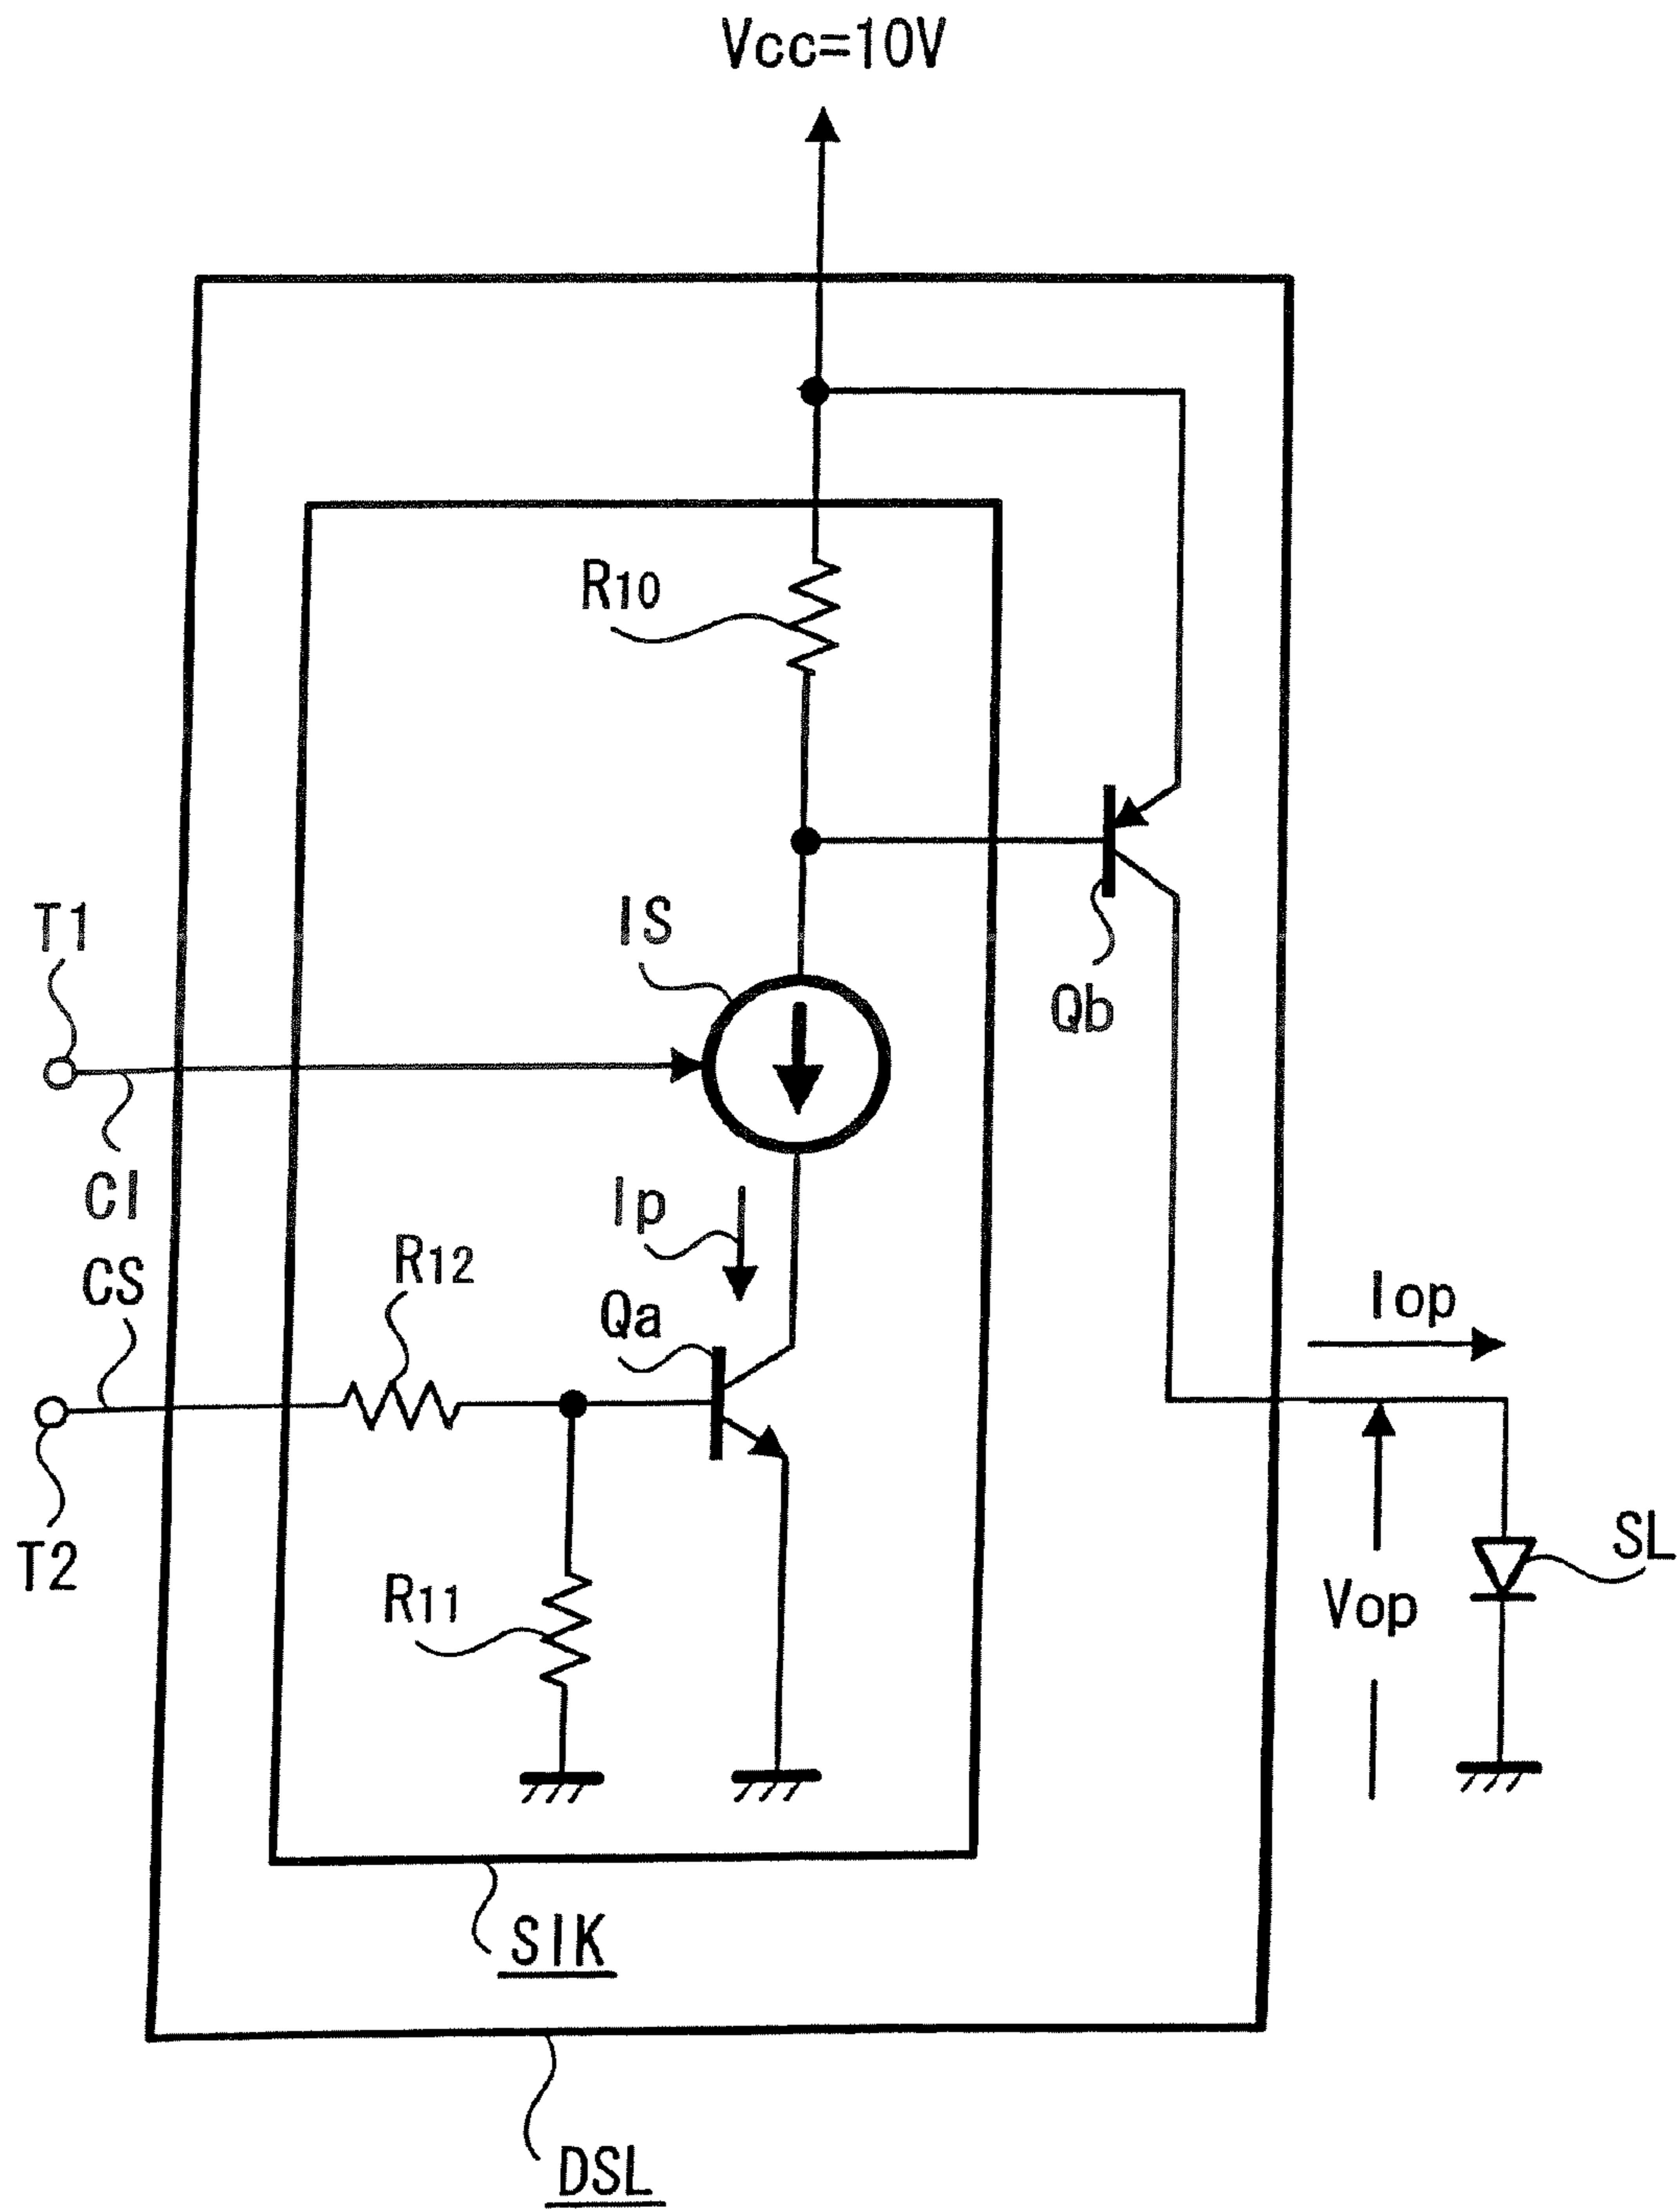 Vcc=10V
R10
T1
IS
Qb
CI
Ip
R12
CS
Qa
Iop
T2
R11
SL
Vop
SIK
DSL